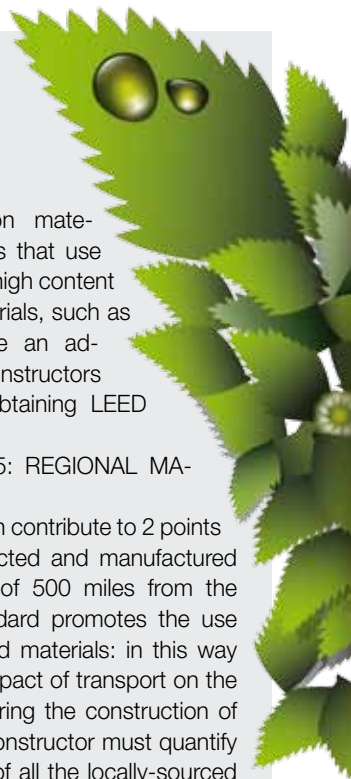 on mate-
s that use
high content
rials, such as
e an ad-
nstructors
btaining LEED
5: REGIONAL MA-
n contribute to 2 points
cted and manufactured
of 500 miles from the
dard promotes the use
d materials: in this way
pact of transport on the
ring the construction of
onstructor must quantify
of all the locally-sourced